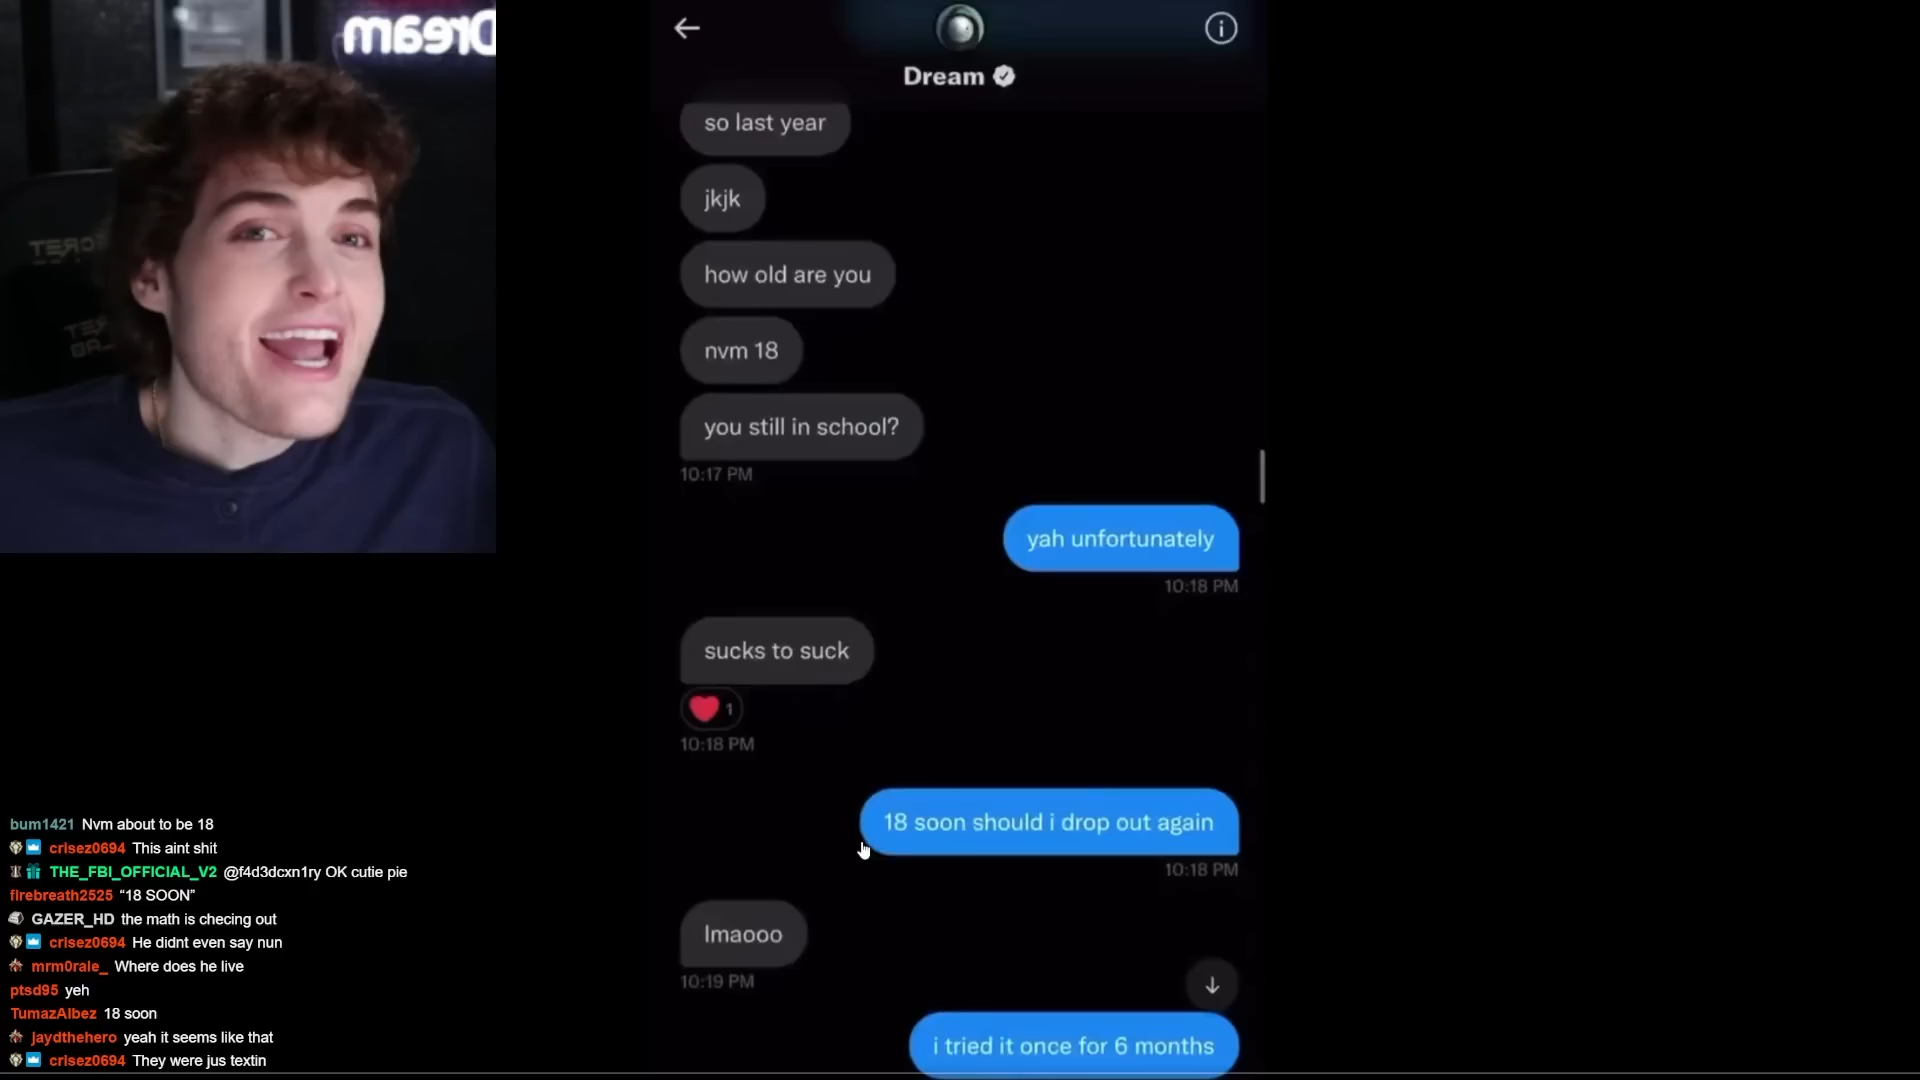 Dream
Dream
so last year
jkjk
how old are you
nvm 18
you still in school?
10:17 PM
yah unfortunately
10:18 PM
sucks to suck
1
10:18 PM
18 soon should i drop out again
10:18 PM
lmaooo
10:19 PM
i tried it once for 6 months
bum1421 Nvm about to be 18
crisez0694 This aint shit
THE_FBI_OFFICIAL_V2 @f4d3dcxn1ry OK cutie pie
firebreath2525 “18 SOON”
GAZER_HD the math is checing out
crisez0694 He didnt even say nun
mrm0rale_ Where does he live
ptsd95 yeh
TumazAlbez 18 soon
jaydthehero yeah it seems like that
crisez0694 They were jus textin